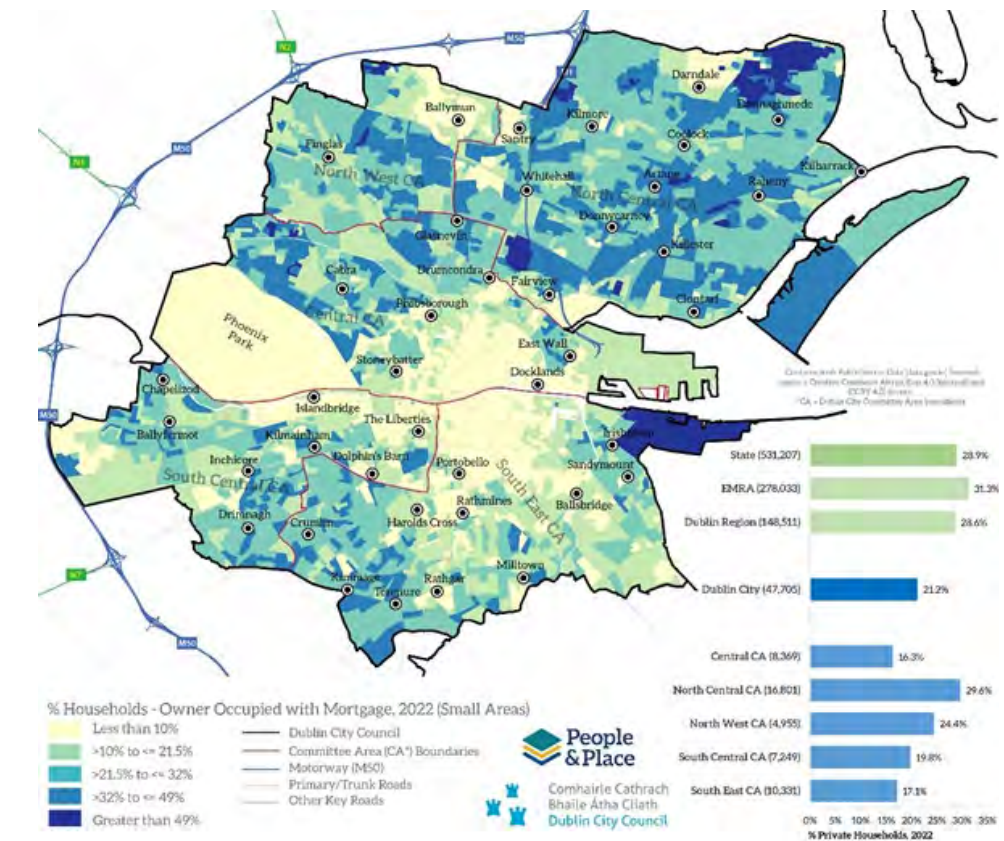 N2
M50
M1
Darndale
Ballymun
Kilmore
Donaghmede
Santry
Coolock
Finglas
M50
N3
North West CA
Kilbarrack
Whitehall
Artane
Raheny
North Central CA
Donnycarney
Glasnevin
Killester
Cabra
Drumcondra
Fairview
Clontarf
Phibsborough
Central CA
Phoenix
Park
East Wall
Stoneybatter
Docklands
Chapelizod
M50
Islandbridge
The Liberties
Ballyfermot
Kilmainham
Irishtown
Inchicore
Dolphin's Barn
Portobello
Sandymount
South Central CA
South East CA
Rathmines
Ballsbridge
Drimnagh
Crumlin
Harolds Cross
N7
Milltown
Kimmage
Rathgar
Terenure
M50
State (531,207) 28.9%
EMRA (278,033) 31.3%
Dublin Region (148,511) 28.6%
Dublin City (47,705) 21.2%
Central CA (8,369) 16.3%
North Central CA (16,801) 29.6%
North West CA (4,955) 24.4%
South Central CA (7,249) 19.8%
South East CA (10,331) 17.1%
0% 5% 10% 15% 20% 25% 30% 35%
% Private Households, 2022
% Households - Owner Occupied with Mortgage, 2022 (Small Areas)
Less than 10%
>10% to <= 21.5%
>21.5% to <= 32%
>32% to <= 49%
Greater than 49%
Dublin City Council
Committee Area (CA*) Boundaries
Motorway (M50)
Primary/Trunk Roads
Other Key Roads
People
& Place
Comhairle Cathrach
Bhaile Átha Cliath
Dublin City Council